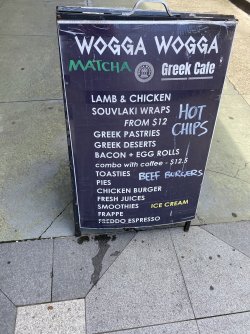 WOGGA WOGGA
MATCHA
Greek Cafe
LAMB & CHICKEN
SOUVLAKI WRAPS
FROM $12
HOT
CHIPS
GREEK PASTRIES
GREEK DESERTS
BACON + EGG ROLLS
combo with coffee - $12.5
TOASTIES
BEEF BURGERS
PIES
CHICKEN BURGER
FRESH JUICES
SMOOTHIES
ICE CREAM
FRAPPE
FREDDO ESPRESSO